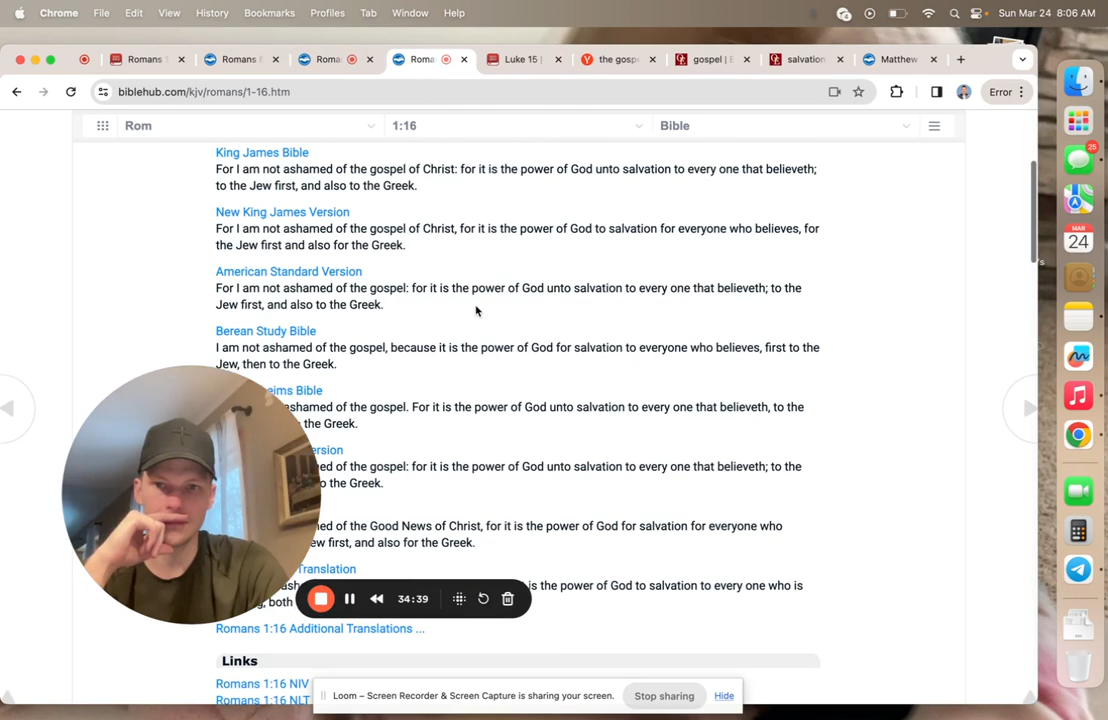 Chrome File Edit View History Bookmarks Profiles Tab Window Help Sun Mar 24 8:06 AM
Romans Romans Roma Roma Luke 15 | the gosp gospel | salvation Matthew
biblehub.com/kjv/romans/1-16.htm Error
Rom 1:16 Bible
25
MAR
24
King James Bible
For I am not ashamed of the gospel of Christ: for it is the power of God unto salvation to every one that believeth;
to the Jew first, and also to the Greek.
New King James Version
For I am not ashamed of the gospel of Christ, for it is the power of God to salvation for everyone who believes, for
the Jew first and also for the Greek.
American Standard Version
For I am not ashamed of the gospel: for it is the power of God unto salvation to every one that believeth; to the
Jew first, and also to the Greek.
Berean Study Bible
I am not ashamed of the gospel, because it is the power of God for salvation to everyone who believes, first to the
Jew, then to the Greek.
eims Bible
shamed of the gospel. For it is the power of God unto salvation to every one that believeth, to the
the Greek.
ersion
ed of the gospel: for it is the power of God unto salvation to every one that believeth; to the
o to the Greek.
ed of the Good News of Christ, for it is the power of God for salvation for everyone who
ew first, and also for the Greek.
Translation
ash is the power of God to salvation to every one who is
g, both
34:39
Romans 1:16 Additional Translations ...
Links
Romans 1:16 NIV
Romans 1:16 NLT
Loom – Screen Recorder & Screen Capture is sharing your screen. Stop sharing Hide